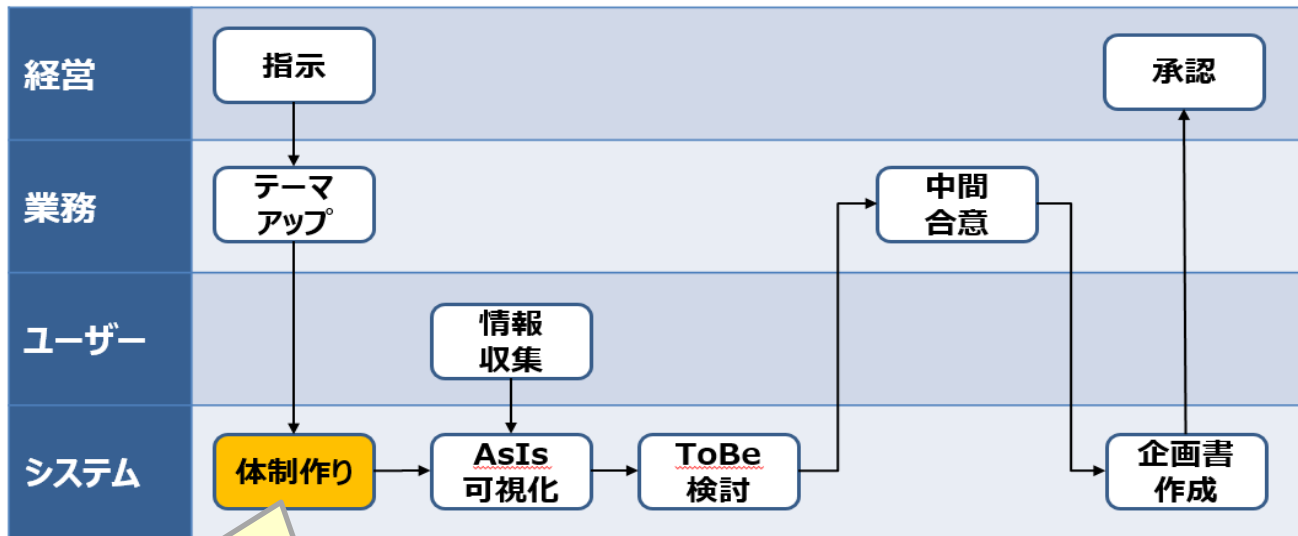 経営
指示
承認
業務
テーマ
アップ
中間
合意
ユーザー
情報
収集
システム
体制作り
AsIs
可視化
ToBe
検討
企画書
作成